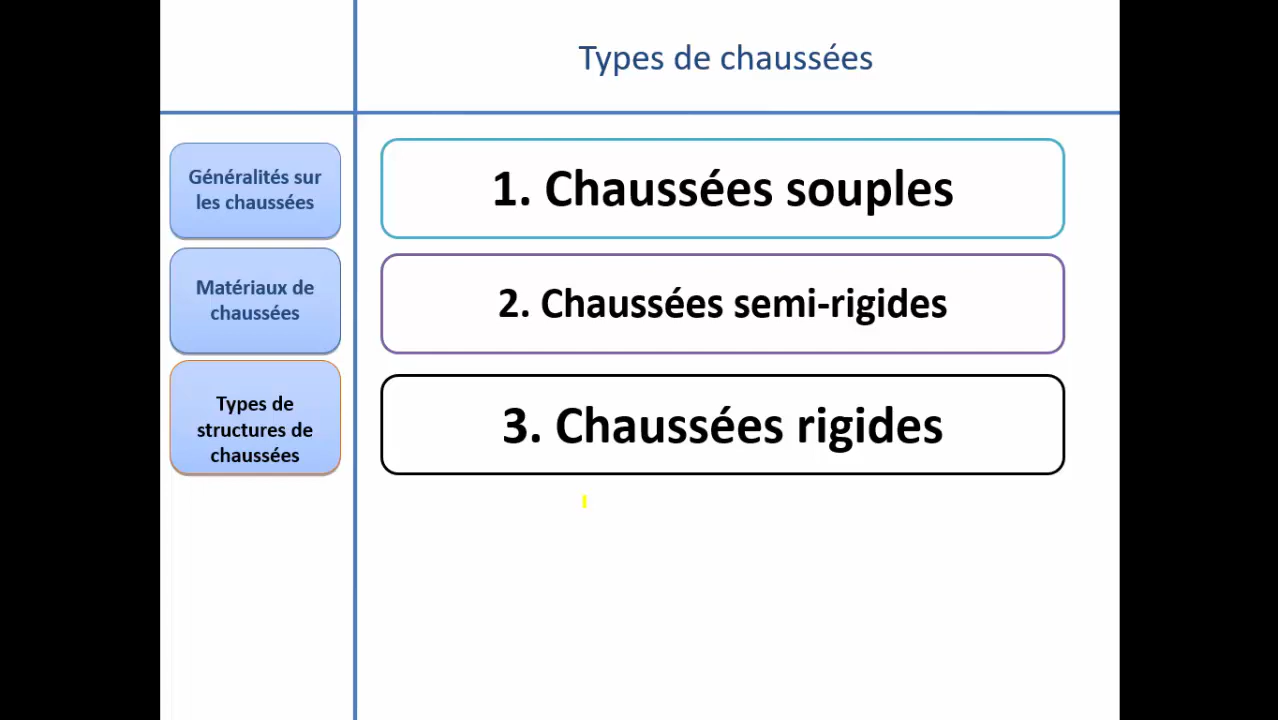 Types de chaussées
Généralités sur
les chaussées
Matériaux de
chaussées
Types de
structures de
chaussées
1. Chaussées souples
2. Chaussées semi-rigides
3. Chaussées rigides